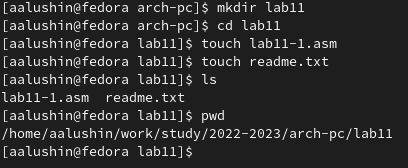 [aalushin@fedora arch-pc]$ mkdir lab11
[aalushin@fedora arch-pc]$ cd lab11
[aalushin@fedora lab11]$ touch lab11-1.asm
[aalushin@fedora lab11]$ touch readme.txt
[aalushin@fedora lab11]$ ls
lab11-1.asm  readme.txt
[aalushin@fedora lab11]$ pwd
/home/aalushin/work/study/2022-2023/arch-pc/lab11
[aalushin@fedora lab11]$